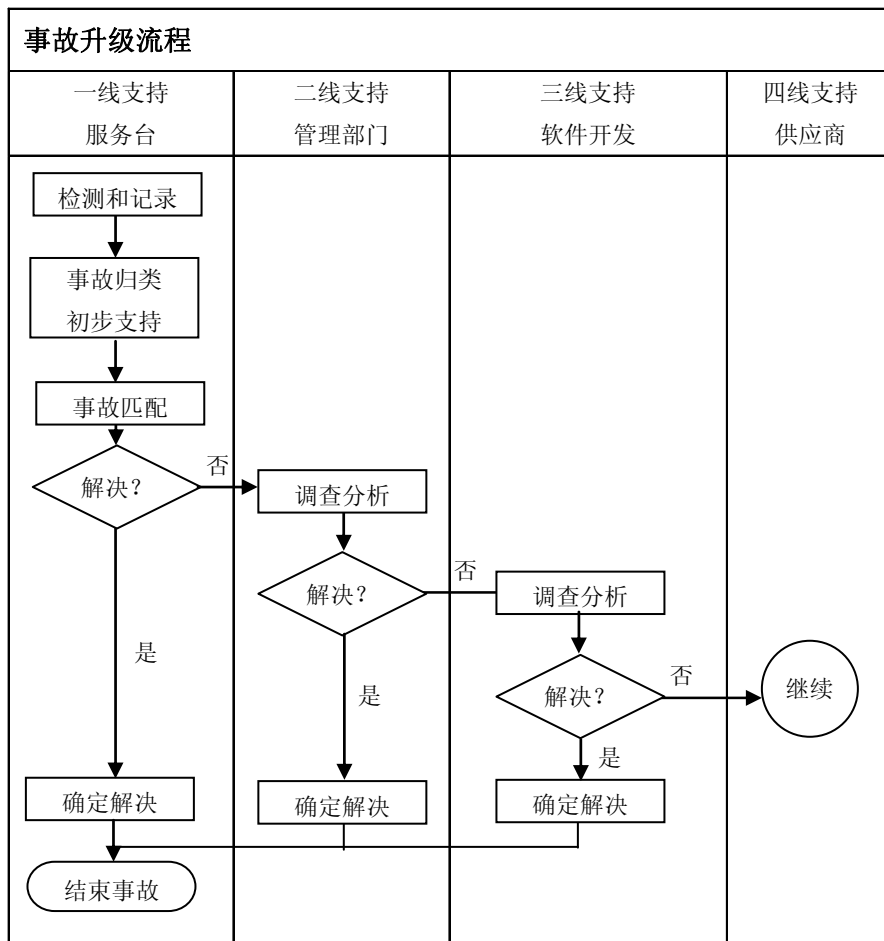 事故升级流程
一线支持
服务台
二线支持
管理部门
三线支持
软件开发
四线支持
供应商
检测和记录
事故归类
初步支持
事故匹配
解决？
否
调查分析
解决？
否
调查分析
是
解决？
否
继续
是
是
确定解决
确定解决
确定解决
结束事故